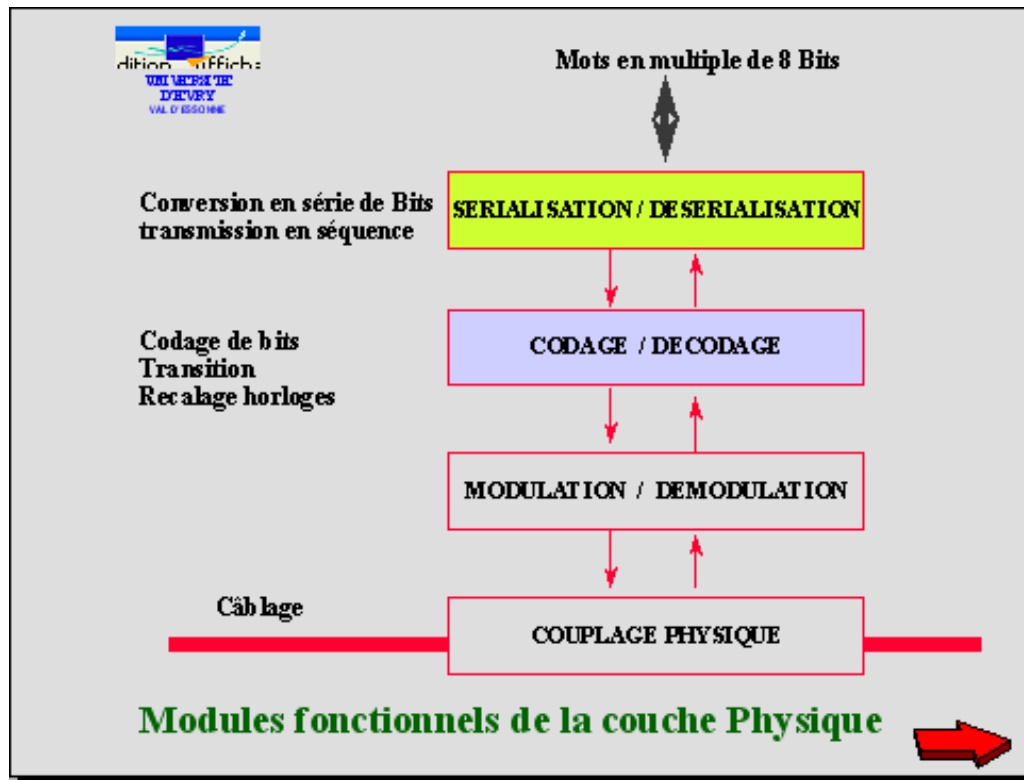 dition
UNIVERSITE
D'EVRY
VAL D'ESSONNE
Mots en multiple de 8 Bits
Conversion en série de Bits
transmission en séquence
SERIALISATION / DESERIALISATION
Codage de bits
Transition
Recalage horloges
CODAGE / DECODAGE
MODULATION / DEMODULATION
Câblage
COUPLAGE PHYSIQUE
Modules fonctionnels de la couche Physique